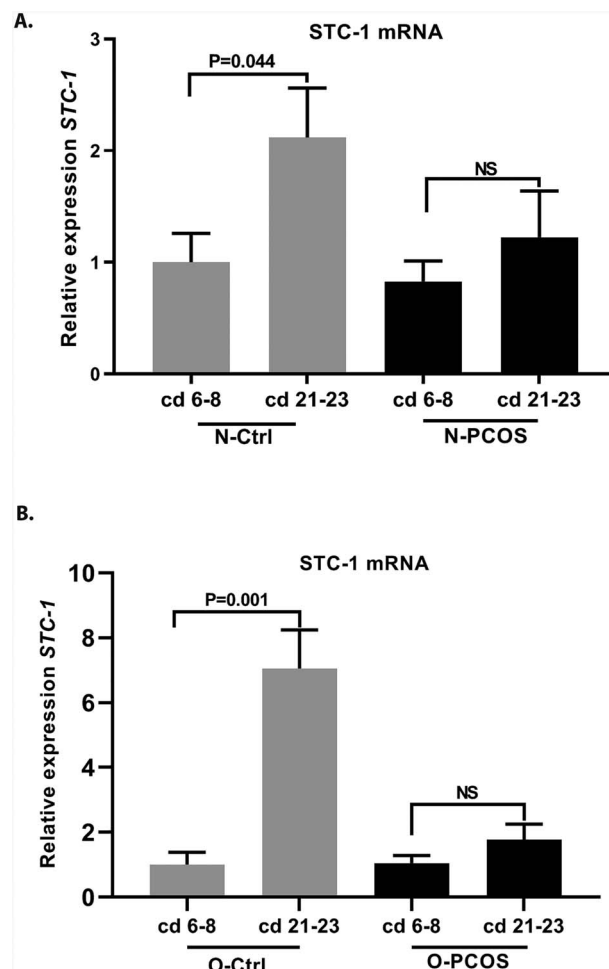 A.
STC-1 mRNA
Relative expression STC-1
3
2
1
0
P=0.044
NS
cd 6-8 cd 21-23 cd 6-8 cd 21-23
N-Ctrl N-PCOS
B.
STC-1 mRNA
Relative expression STC-1
10
8
6
4
2
0
P=0.001
NS
cd 6-8 cd 21-23 cd 6-8 cd 21-23
O-Ctrl O-PCOS